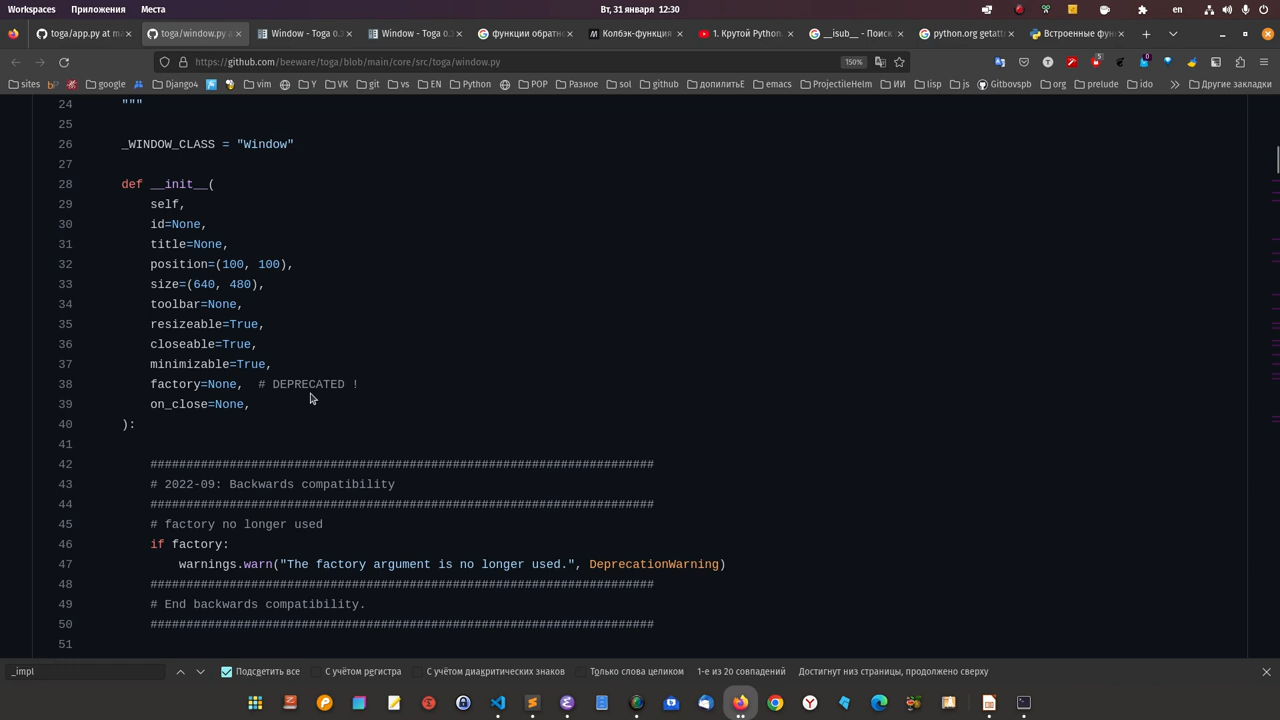 Workspaces Приложения Места Вт, 31 января 12:30 en
toga/app.py at ma toga/window.py a Window - Toga 0.3 Window - Toga 0.3. функции обратно Колбэк-функция 1. Крутой Python. __isub__ - Поиск python.org getatt Встроенные фун
https://github.com/beeware/toga/blob/main/core/src/toga/window.py 150%
sites google Django4 vim Y VK git vs EN Python POP Разное sol github допилитьЕ emacs ProjectileHelm ИИ lisp js Gitbovspb org prelude ido Другие закладки
24 """
25
26 _WINDOW_CLASS = "Window"
27
28 def __init__(
29 self,
30 id=None,
31 title=None,
32 position=(100, 100),
33 size=(640, 480),
34 toolbar=None,
35 resizeable=True,
36 closeable=True,
37 minimizable=True,
38 factory=None, # DEPRECATED !
39 on_close=None,
40 ):
41
42 ######################################################################
43 # 2022-09: Backwards compatibility
44 ######################################################################
45 # factory no longer used
46 if factory:
47 warnings.warn("The factory argument is no longer used.", DeprecationWarning)
48 ######################################################################
49 # End backwards compatibility.
50 ######################################################################
51
_impl Подсветить все С учётом регистра С учётом диакритических знаков Только слова целиком 1-е из 20 совпадений Достигнут низ страницы, продолжено сверху